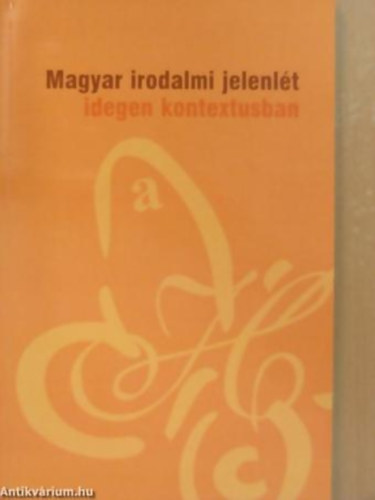 Magyar irodalmi jelenlét
idegen kontextusban
a
c
Antikvárium.hu